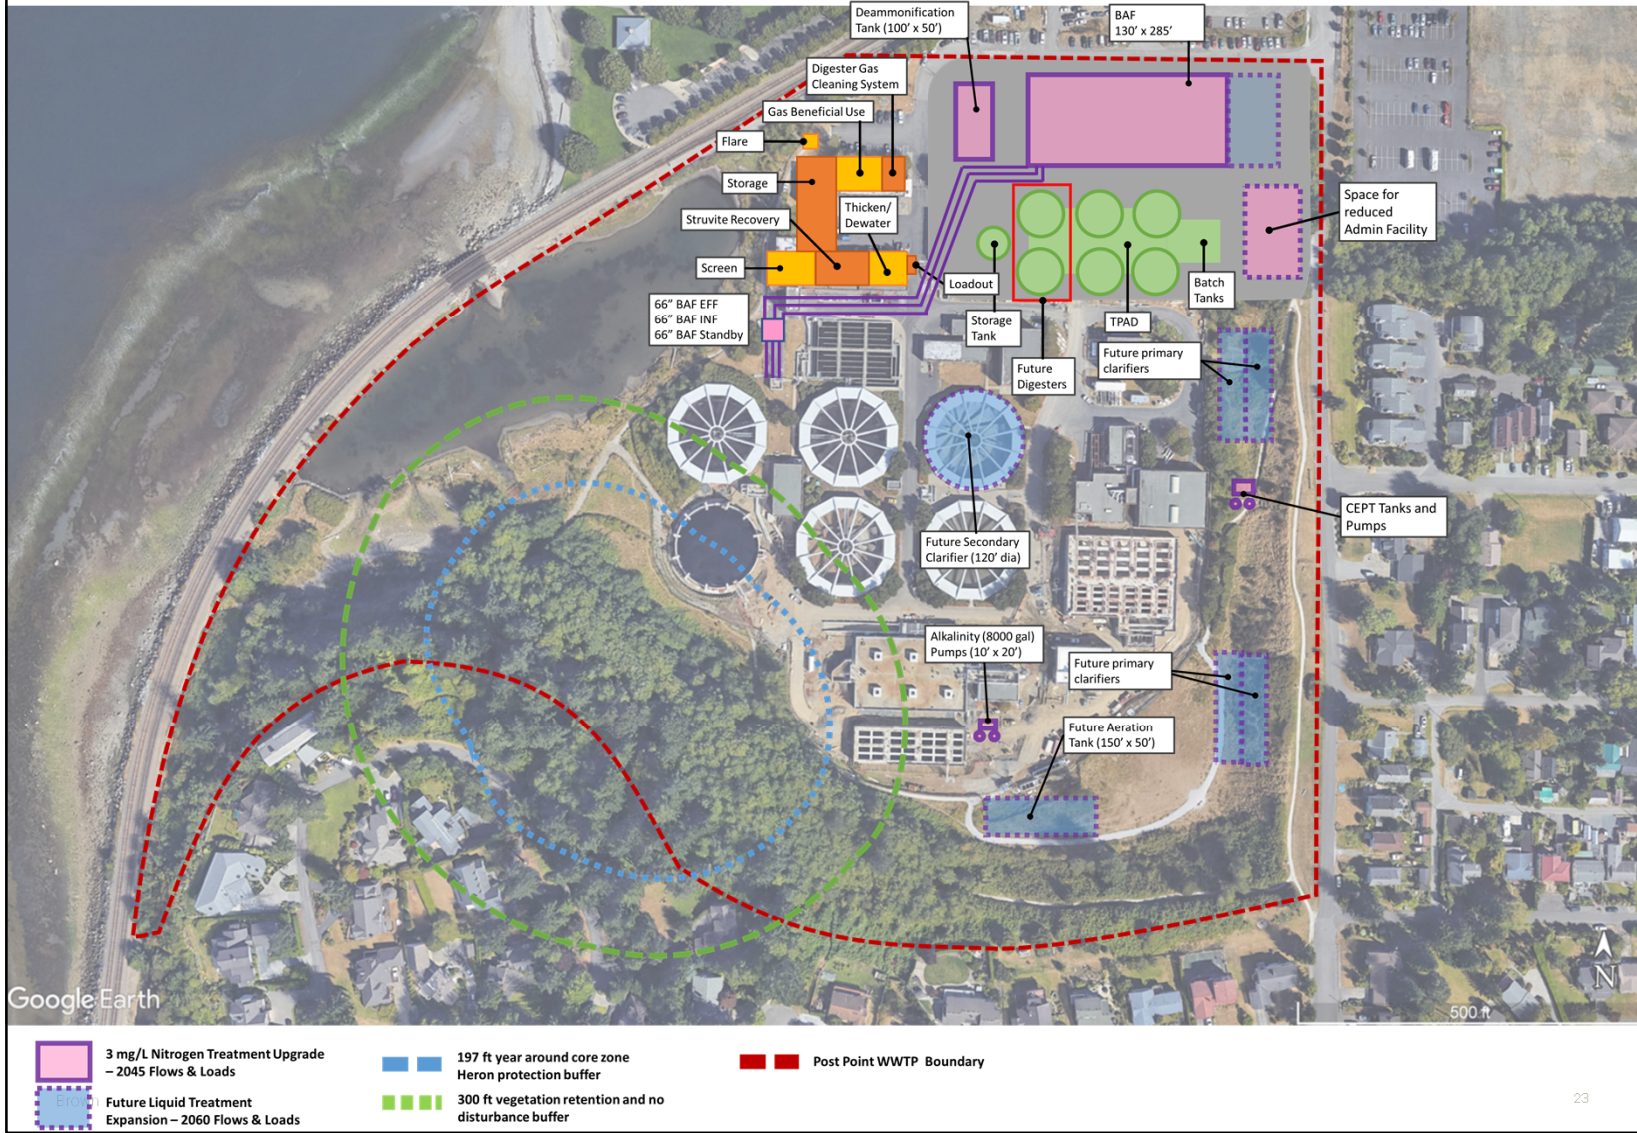 Deammonification
Tank (100’ x 50’)
BAF
130’ x 285’
Digester Gas
Cleaning System
Gas Beneficial Use
Flare
Storage
Thicken/
Dewater
Struvite Recovery
Screen
Loadout
Space for
reduced
Admin Facility
Batch
Tanks
66” BAF EFF
66” BAF INF
66” BAF Standby
Storage
Tank
TPAD
Future
Digesters
Future primary
clarifiers
CEPT Tanks and
Pumps
Future Secondary
Clarifier (120’ dia)
Alkalinity (8000 gal)
Pumps (10’ x 20’)
Future primary
clarifiers
Future Aeration
Tank (150’ x 50’)
N
Google Earth
500 ft
3 mg/L Nitrogen Treatment Upgrade
– 2045 Flows & Loads
197 ft year around core zone
Heron protection buffer
Post Point WWTP Boundary
Future Liquid Treatment
Expansion – 2060 Flows & Loads
300 ft vegetation retention and no
disturbance buffer
23